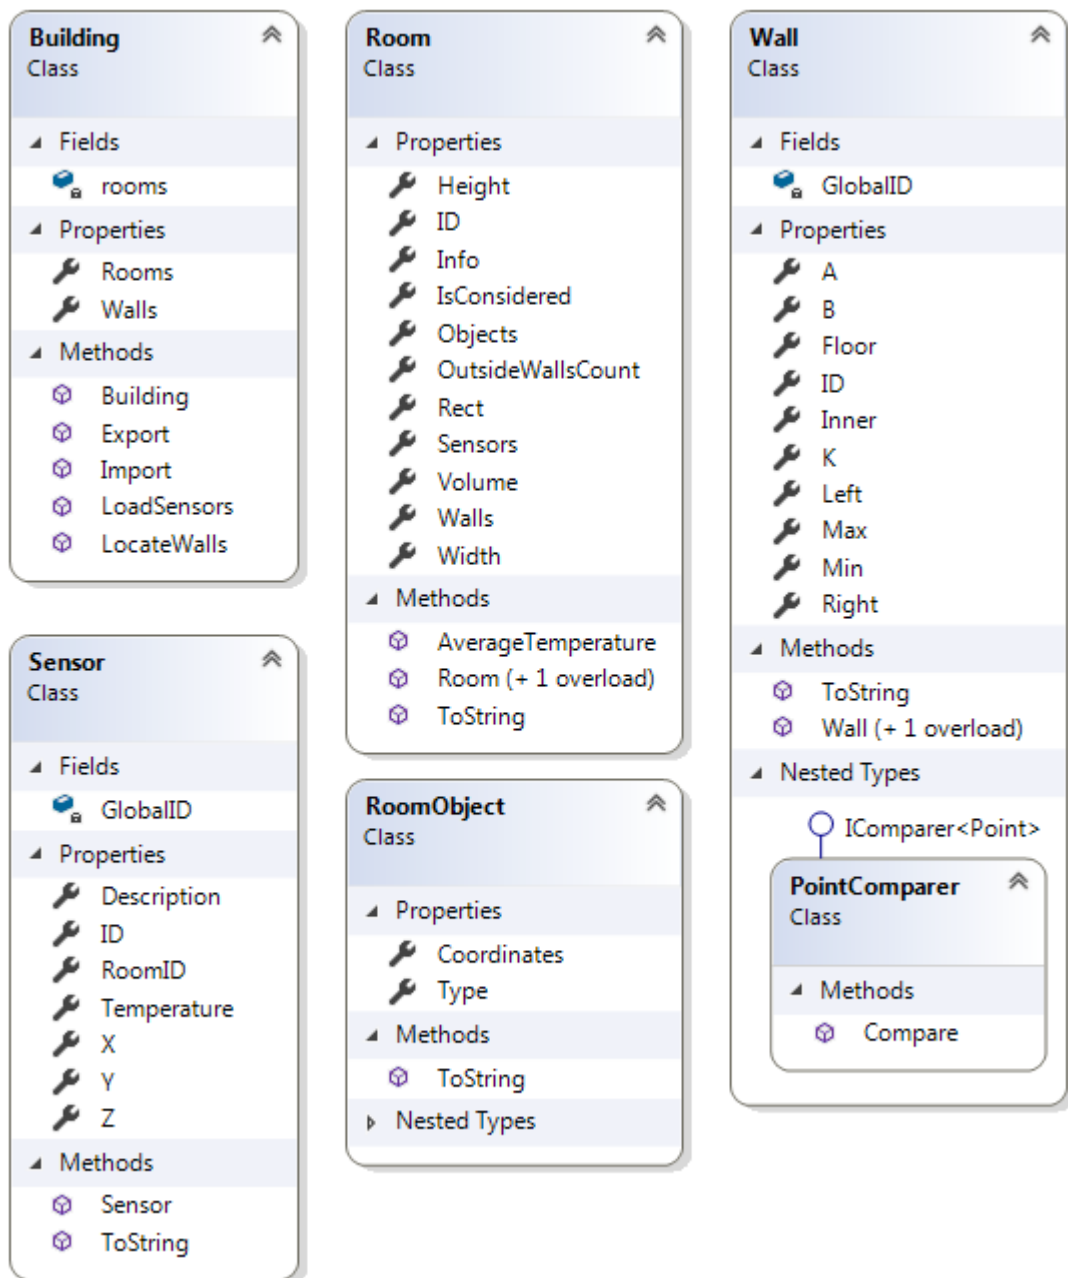 Building
Class
Fields
rooms
Properties
Rooms
Walls
Methods
Building
Export
Import
LoadSensors
LocateWalls
Sensor
Class
Fields
GlobalID
Properties
Description
ID
RoomID
Temperature
X
Y
Z
Methods
Sensor
ToString
Room
Class
Properties
Height
ID
Info
IsConsidered
Objects
OutsideWallsCount
Rect
Sensors
Volume
Walls
Width
Methods
AverageTemperature
Room (+ 1 overload)
ToString
RoomObject
Class
Properties
Coordinates
Type
Methods
ToString
Nested Types
Wall
Class
Fields
GlobalID
Properties
A
B
Floor
ID
Inner
K
Left
Max
Min
Right
Methods
ToString
Wall (+ 1 overload)
Nested Types
IComparer<Point>
PointComparer
Class
Methods
Compare